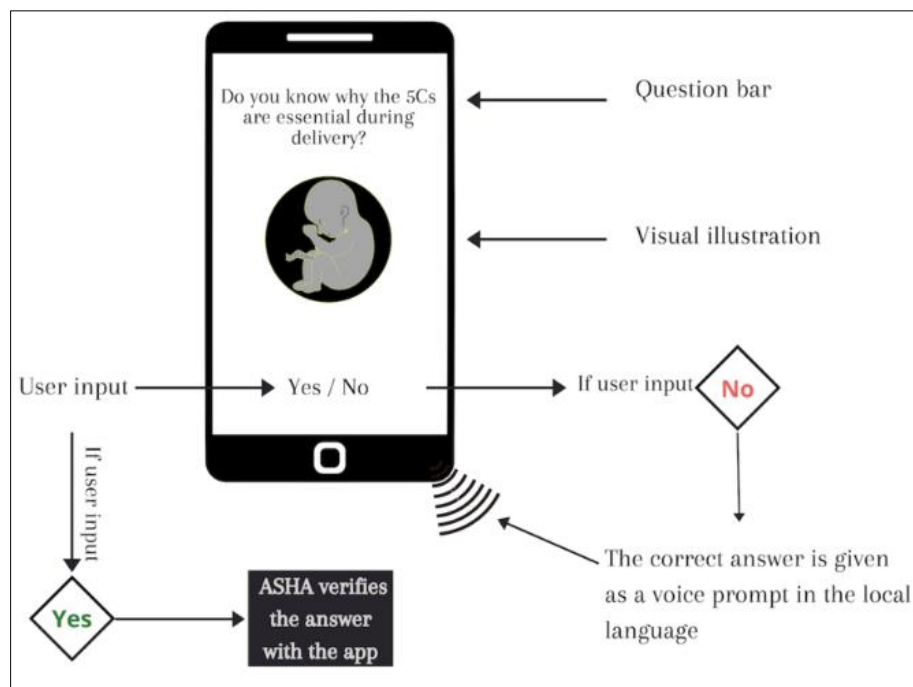 Do you know why the 5Cs
are essential during
delivery?
Question bar
Visual illustration
User input
Yes / No
If user input
No
If user input
Yes
ASHA verifies
the answer
with the app
The correct answer is given
as a voice prompt in the local
language